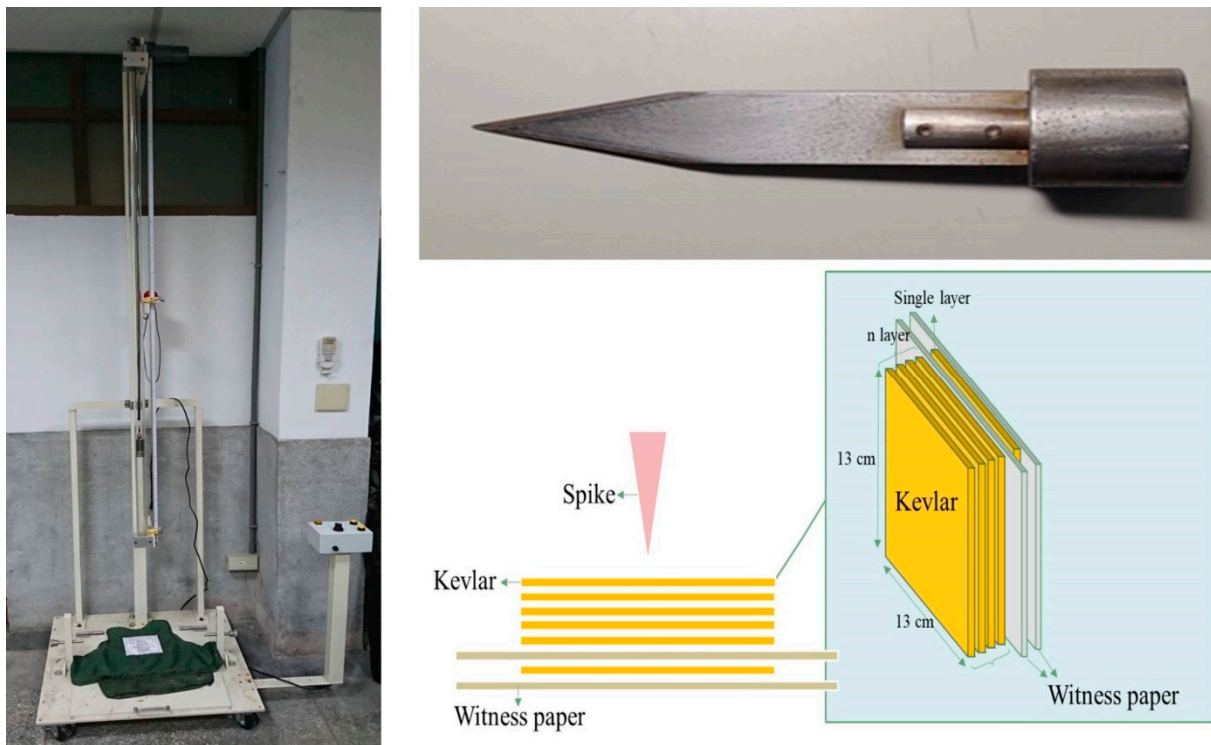 Single layer
n layer
13 cm
Kevlar
Spike
Kevlar
13 cm
Witness paper
Witness paper